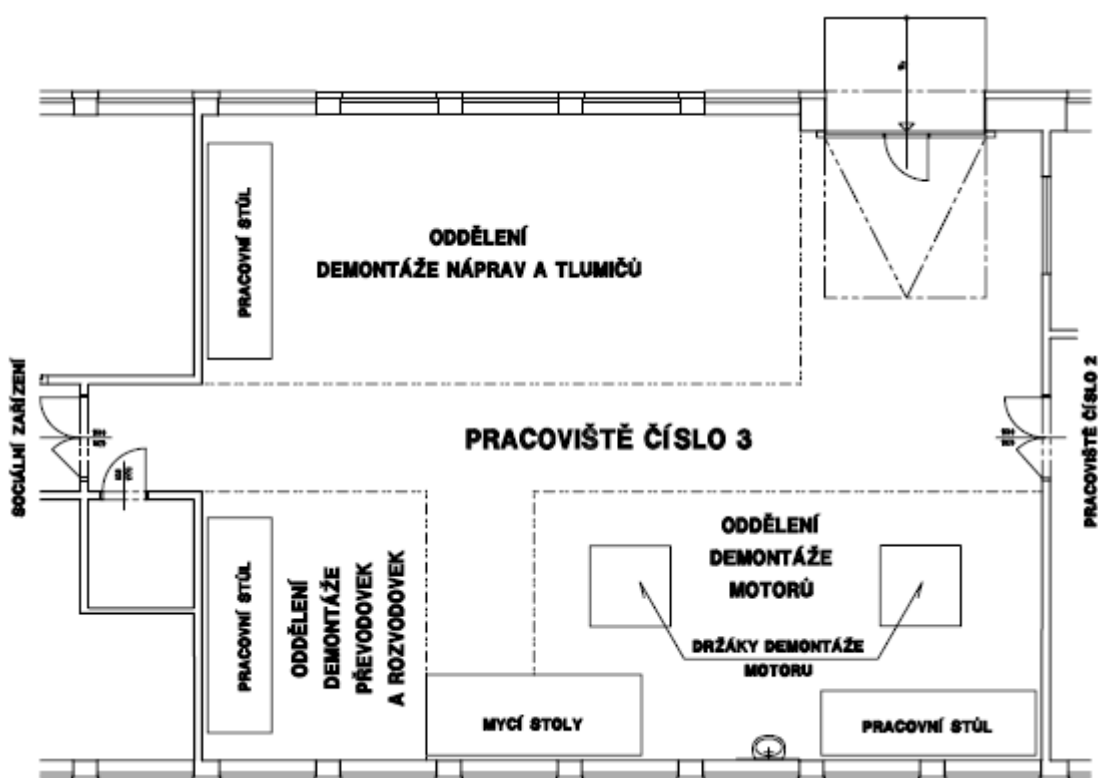 PRACOVNÍ STŮL
ODDĚLENÍ
DEMONTÁŽE NÁPRAV A TLUMIČŮ
SOCIÁLNÍ ZAŘÍZENÍ
PRACOVIŠTĚ ČÍSLO 3
PRACOVIŠTĚ ČÍSLO 2
PRACOVNÍ STŮL
ODDĚLENÍ
DEMONTÁŽE
PŘEVODOVEK
A ROZVODOVEK
ODDĚLENÍ
DEMONTÁŽE
MOTORŮ
DRŽÁKY DEMONTÁŽE
MOTORU
MYCÍ STOLY
PRACOVNÍ STŮL